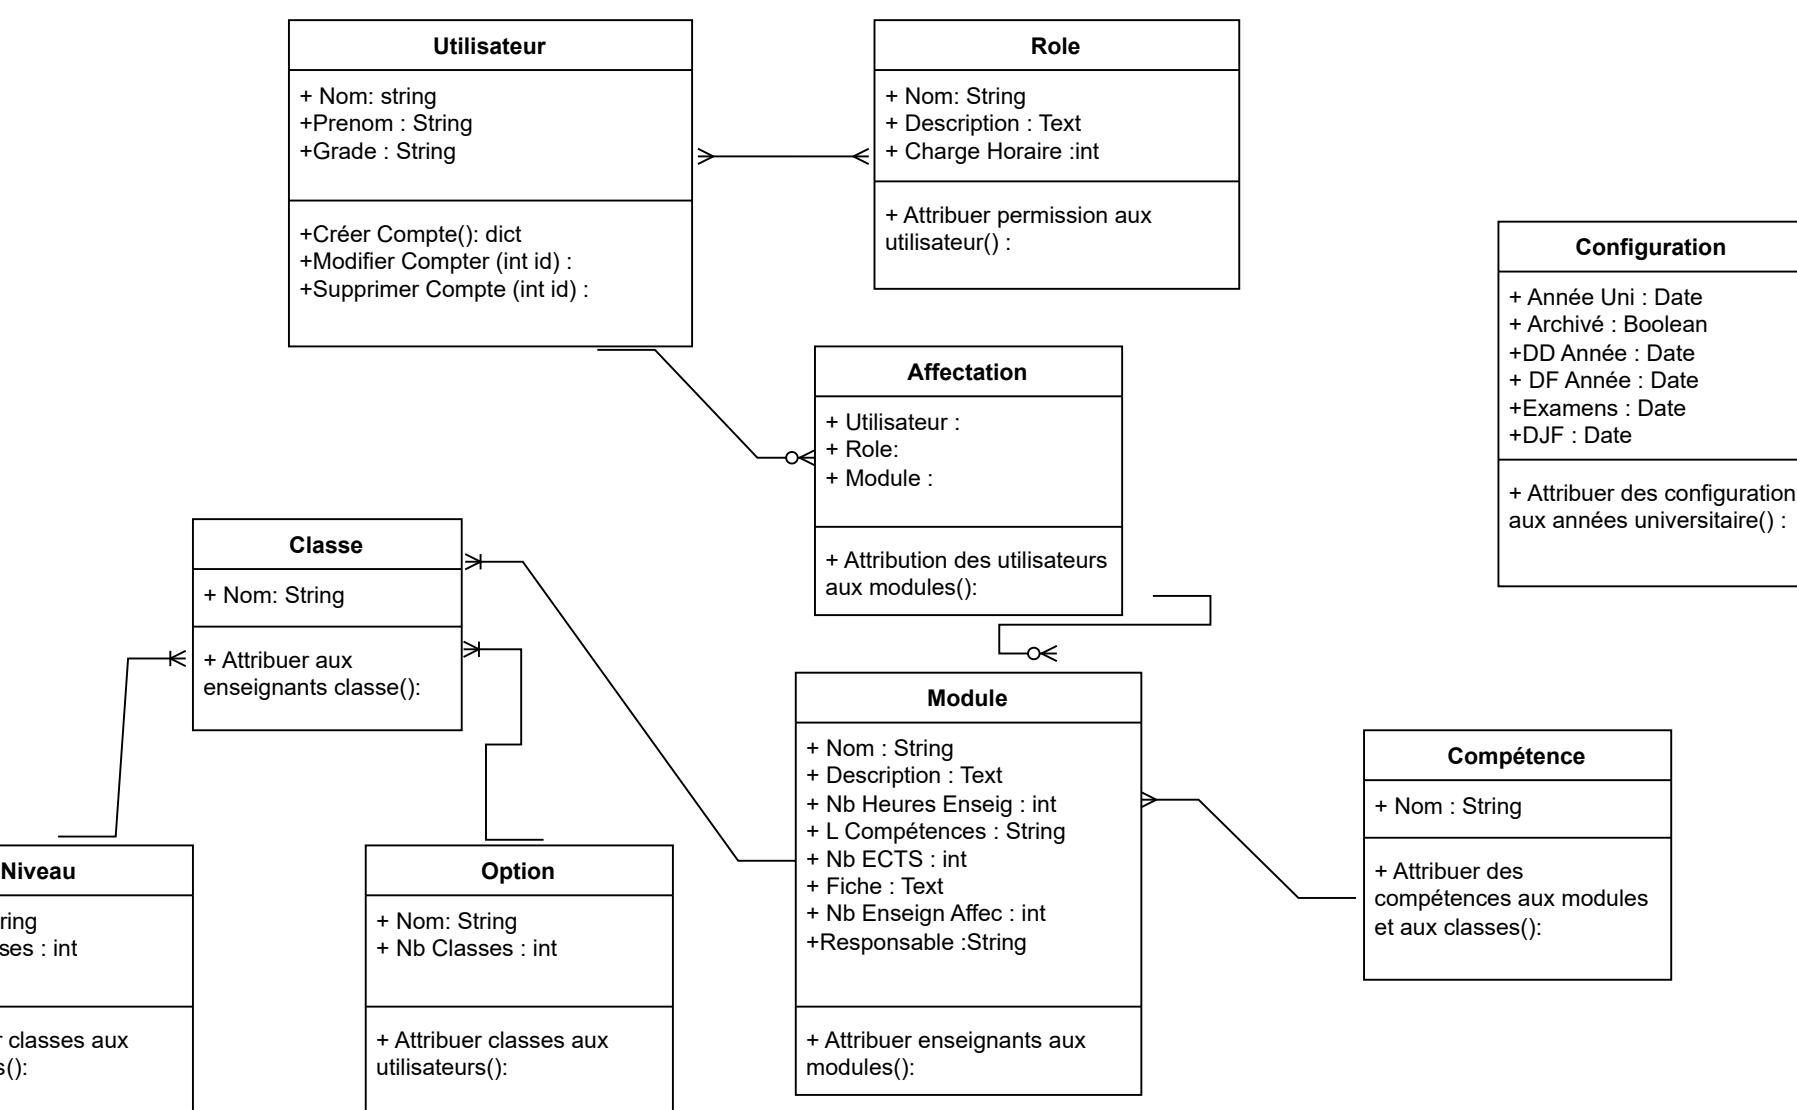 Utilisateur
+ Nom: string
+Prenom : String
+Grade : String
+Créer Compte(): dict
+Modifier Compter (int id) :
+Supprimer Compte (int id) :
Role
+ Nom: String
+ Description : Text
+ Charge Horaire :int
+ Attribuer permission aux
utilisateur() :
Configuration
+ Année Uni : Date
+ Archivé : Boolean
+DD Année : Date
+ DF Année : Date
+Examens : Date
+DJF : Date
+ Attribuer des configuration
aux années universitaire() :
Affectation
+ Utilisateur :
+ Role:
+ Module :
+ Attribution des utilisateurs
aux modules():
Classe
+ Nom: String
+ Attribuer aux
enseignants classe():
Module
+ Nom : String
+ Description : Text
+ Nb Heures Enseig : int
+ L Compétences : String
+ Nb ECTS : int
+ Fiche : Text
+ Nb Enseign Affec : int
+Responsable :String
+ Attribuer enseignants aux
modules():
Compétence
+ Nom : String
+ Attribuer des
compétences aux modules
et aux classes():
Niveau
ring
ses : int
classes aux
s():
Option
+ Nom: String
+ Nb Classes : int
+ Attribuer classes aux
utilisateurs():